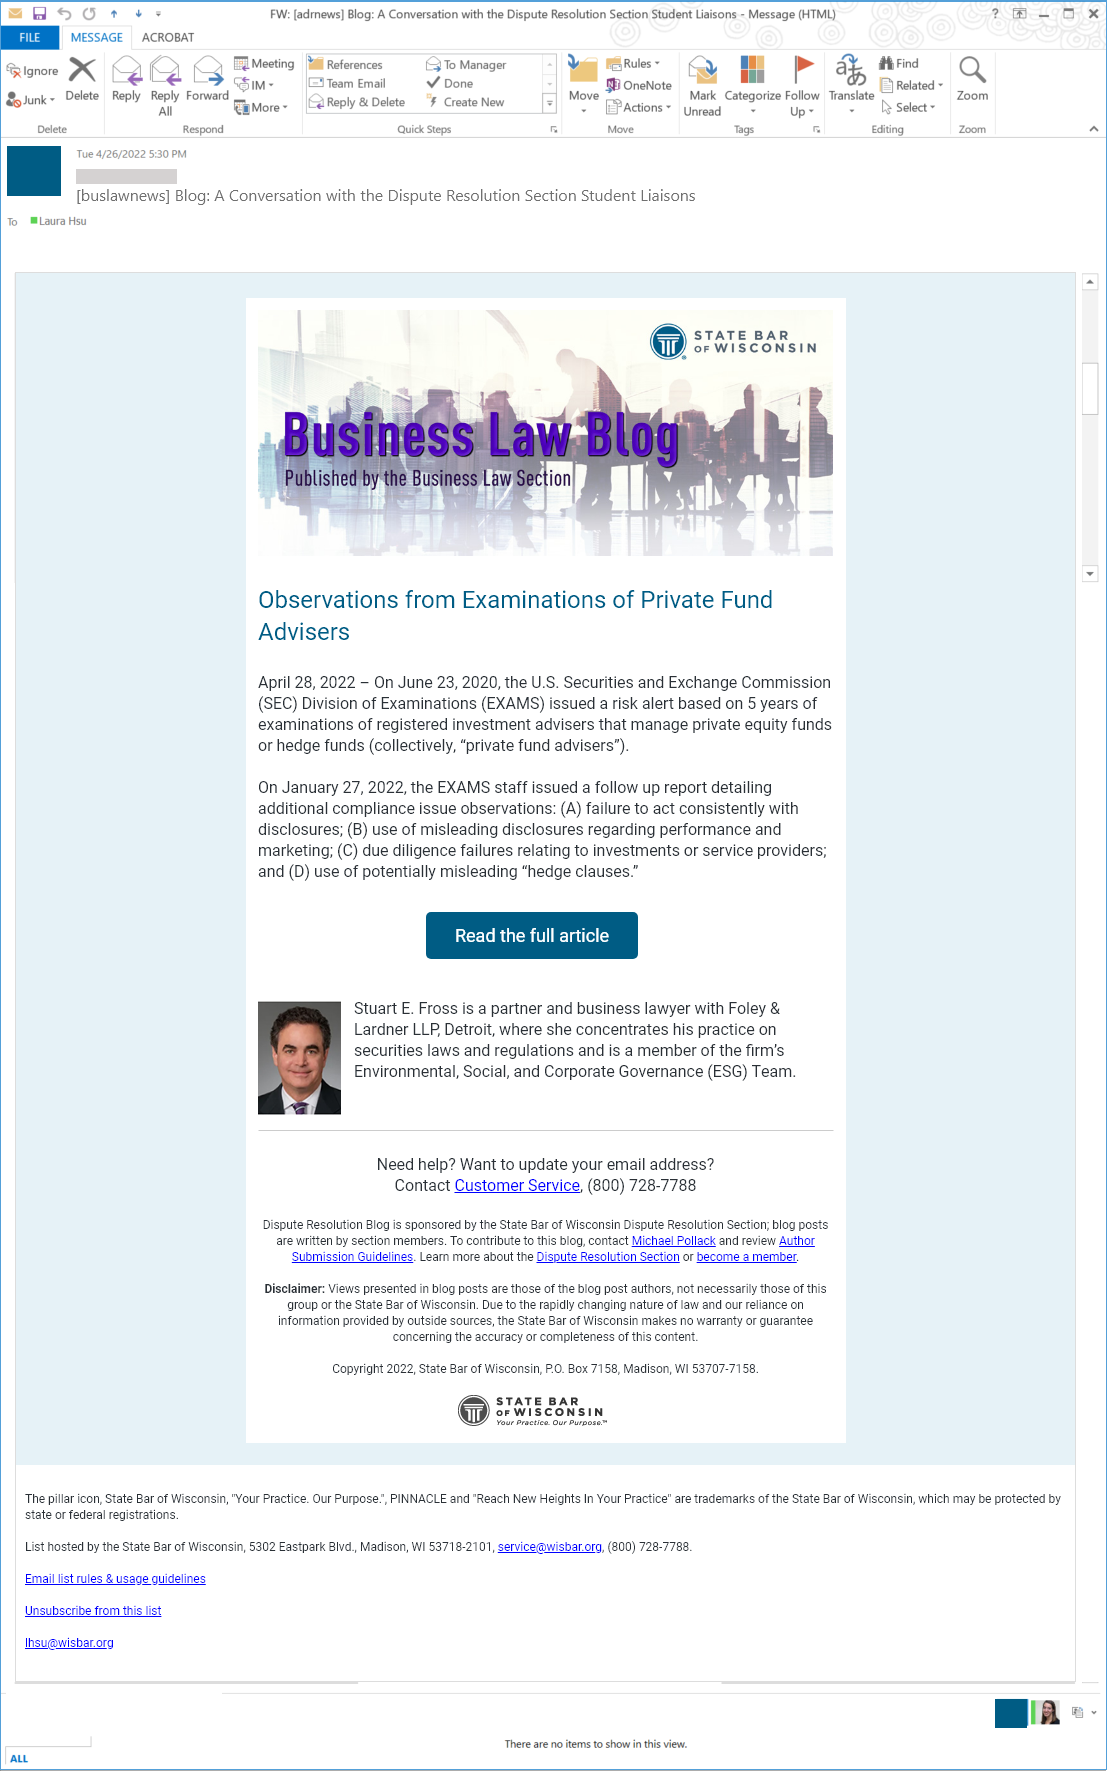 FW: [adrnews] Blog: A Conversation with the Dispute Resolution Section Student Liaisons - Message (HTML)
?
FILE
MESSAGE
ACROBAT
Ignore
Junk
Delete
Reply
Reply All
Forward
Meeting
IM
More
References
Team Email
Reply & Delete
To Manager
Done
Create New
Move
Rules
OneNote
Actions
Mark Unread
Categorize
Follow Up
Translate
Find
Related
Select
Zoom
Delete
Respond
Quick Steps
Move
Tags
Editing
Zoom
Tue 4/26/2022 5:30 PM
[buslawnews] Blog: A Conversation with the Dispute Resolution Section Student Liaisons
To Laura Hsu
STATE BAR
OF WISCONSIN
Business Law Blog
Published by the Business Law Section
Observations from Examinations of Private Fund
Advisers
April 28, 2022 – On June 23, 2020, the U.S. Securities and Exchange Commission
(SEC) Division of Examinations (EXAMS) issued a risk alert based on 5 years of
examinations of registered investment advisers that manage private equity funds
or hedge funds (collectively, “private fund advisers”).
On January 27, 2022, the EXAMS staff issued a follow up report detailing
additional compliance issue observations: (A) failure to act consistently with
disclosures; (B) use of misleading disclosures regarding performance and
marketing; (C) due diligence failures relating to investments or service providers;
and (D) use of potentially misleading “hedge clauses.”
Read the full article
Stuart E. Fross is a partner and business lawyer with Foley &
Lardner LLP, Detroit, where she concentrates his practice on
securities laws and regulations and is a member of the firm’s
Environmental, Social, and Corporate Governance (ESG) Team.
Need help? Want to update your email address?
Contact Customer Service, (800) 728-7788
Dispute Resolution Blog is sponsored by the State Bar of Wisconsin Dispute Resolution Section; blog posts
are written by section members. To contribute to this blog, contact Michael Pollack and review Author
Submission Guidelines. Learn more about the Dispute Resolution Section or become a member.
Disclaimer: Views presented in blog posts are those of the blog post authors, not necessarily those of this
group or the State Bar of Wisconsin. Due to the rapidly changing nature of law and our reliance on
information provided by outside sources, the State Bar of Wisconsin makes no warranty or guarantee
concerning the accuracy or completeness of this content.
Copyright 2022, State Bar of Wisconsin, P.O. Box 7158, Madison, WI 53707-7158.
STATE BAR
OF WISCONSIN
Your Practice. Our Purpose.™
The pillar icon, State Bar of Wisconsin, "Your Practice. Our Purpose.", PINNACLE and "Reach New Heights In Your Practice" are trademarks of the State Bar of Wisconsin, which may be protected by
state or federal registrations.
List hosted by the State Bar of Wisconsin, 5302 Eastpark Blvd., Madison, WI 53718-2101, service@wisbar.org, (800) 728-7788.
Email list rules & usage guidelines
Unsubscribe from this list
lhsu@wisbar.org
There are no items to show in this view.
ALL